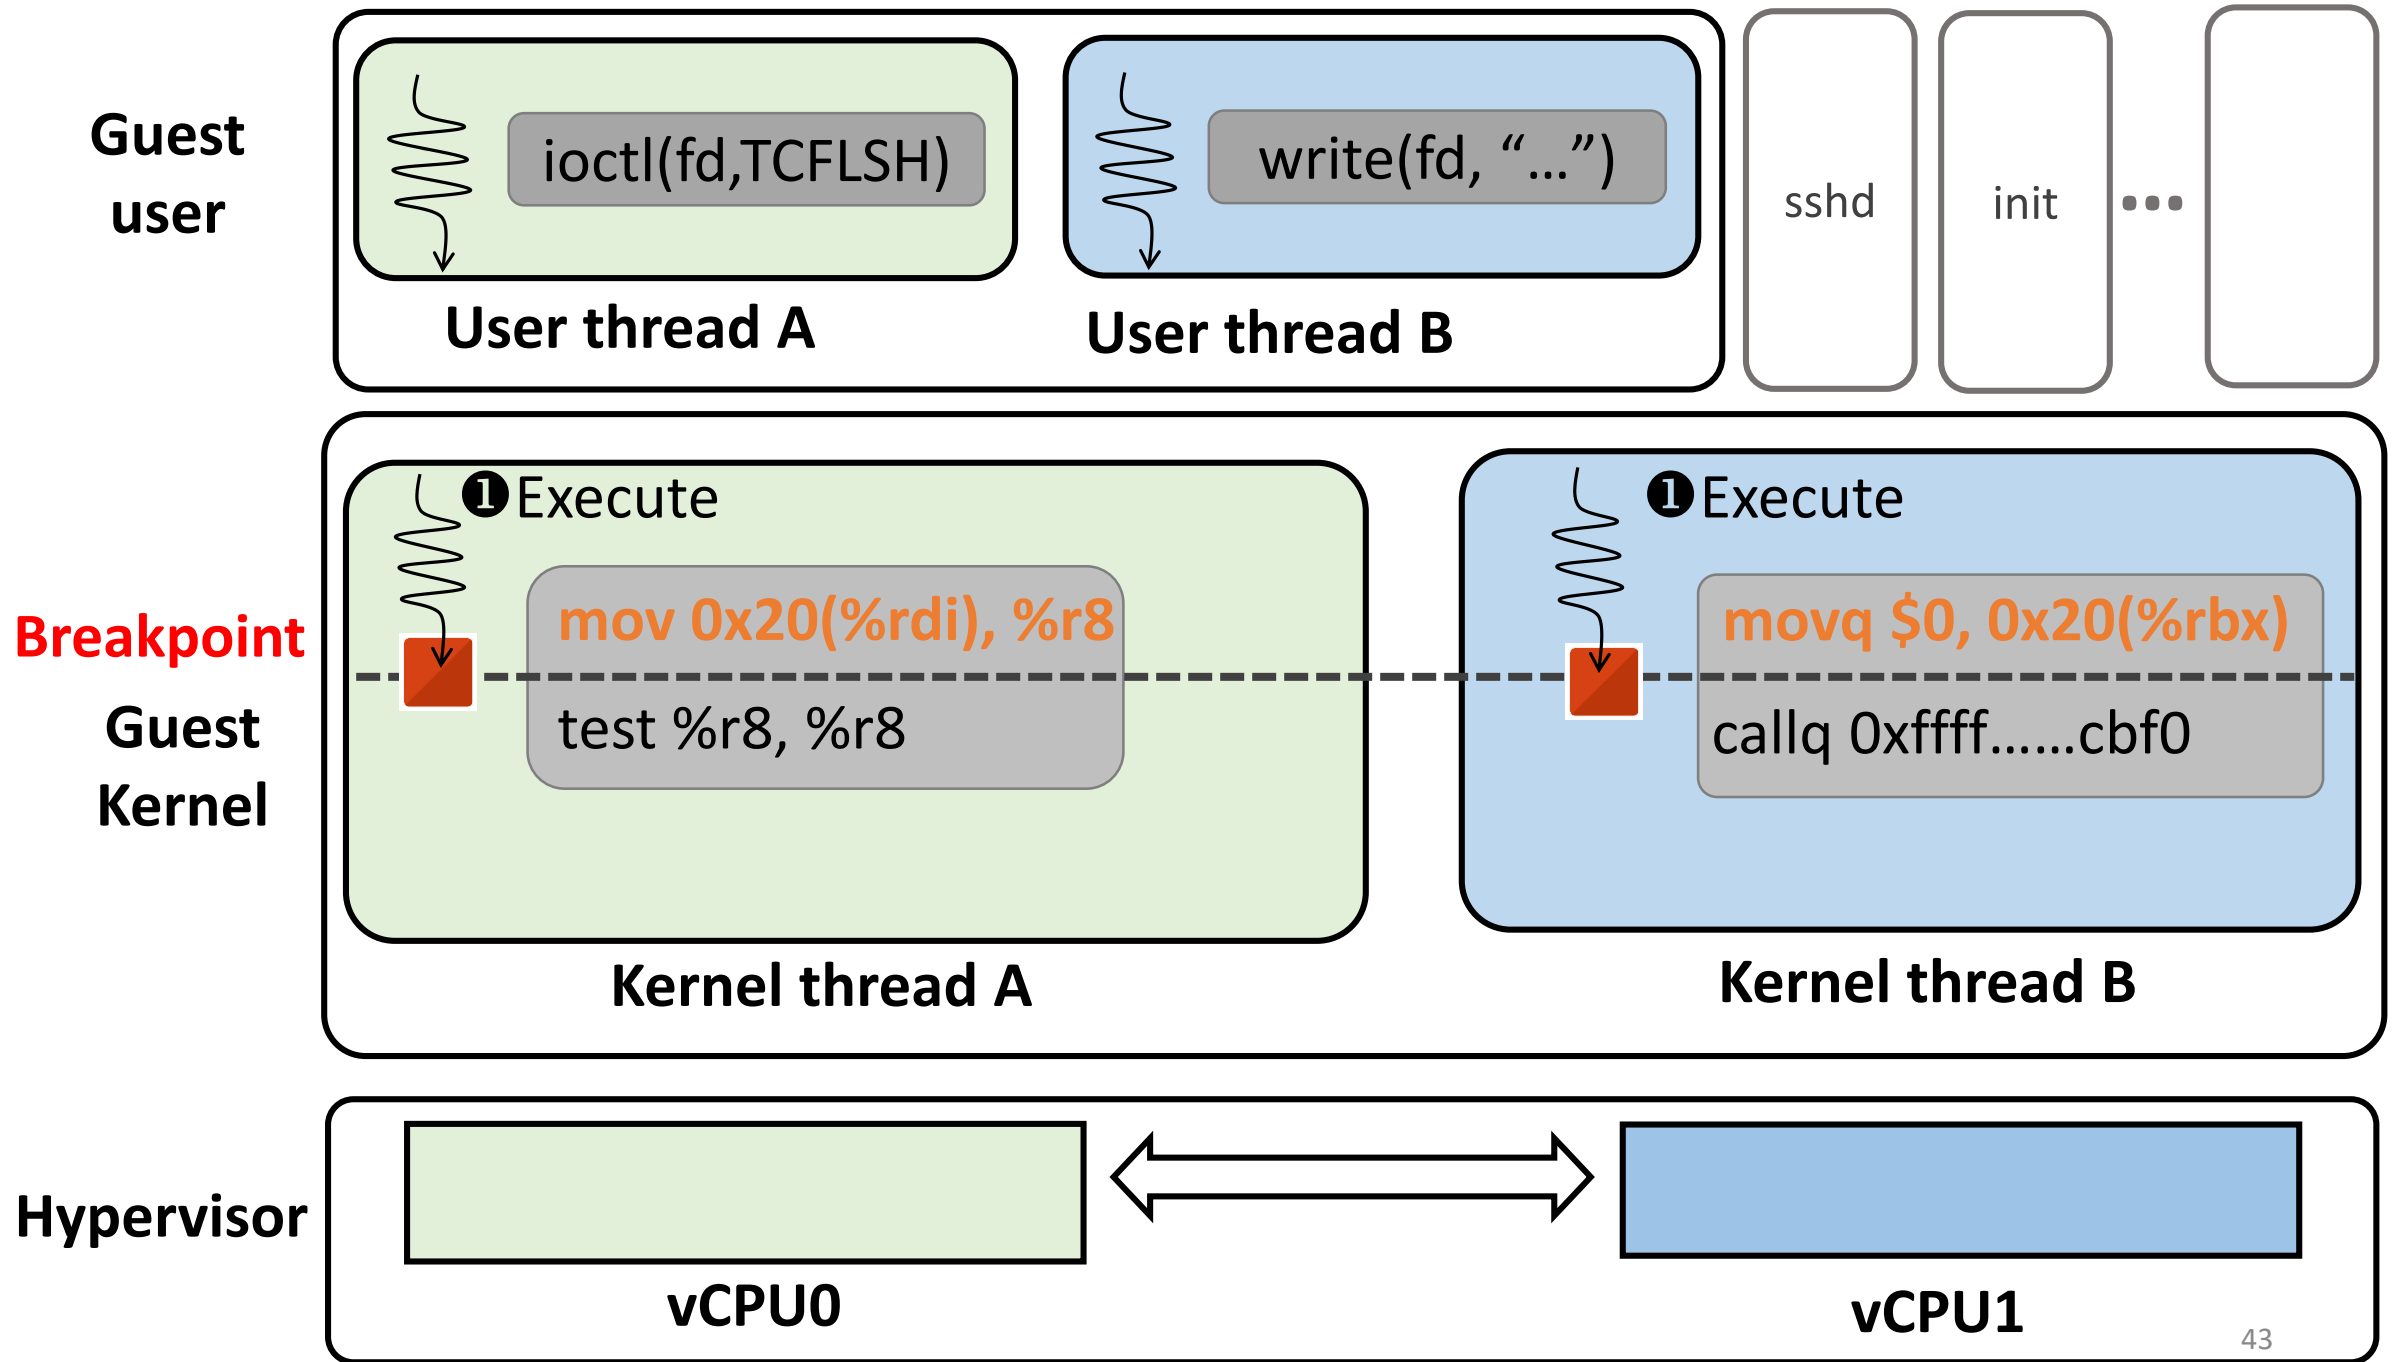 Guest
user
ioctl(fd,TCFLSH)
User thread A
write(fd, “…”)
User thread B
sshd
init
...
Breakpoint
Guest
Kernel
❶Execute
mov 0x20(%rdi), %r8
test %r8, %r8
Kernel thread A
❶Execute
movq $0, 0x20(%rbx)
callq 0xffff……cbf0
Kernel thread B
Hypervisor
vCPU0
vCPU1
43